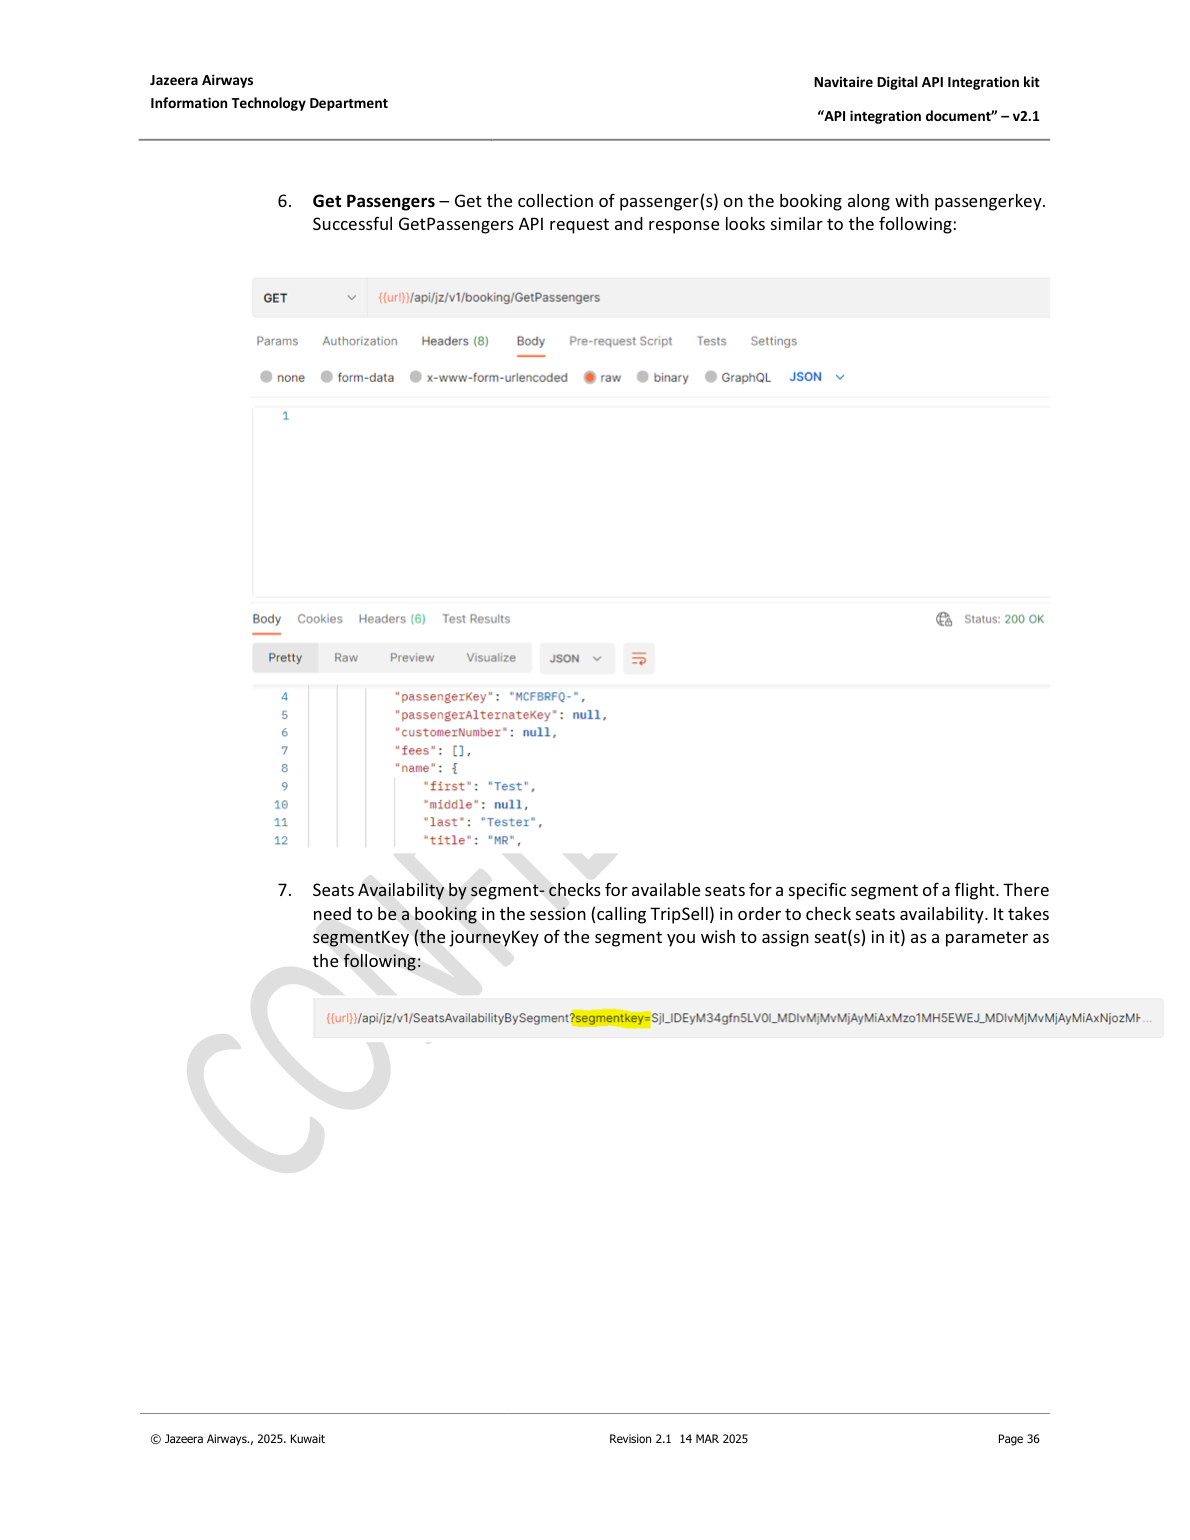 Jazeera Airways
Information Technology Department
Navitaire Digital API Integration kit
“API integration document” – v2.1
6. Get Passengers – Get the collection of passenger(s) on the booking along with passengerkey.
Successful GetPassengers API request and response looks similar to the following:
GET {{url}}/api/jz/v1/booking/GetPassengers
Params Authorization Headers (8) Body Pre-request Script Tests Settings
none form-data x-www-form-urlencoded raw binary GraphQL JSON
1
Body Cookies Headers (6) Test Results Status: 200 OK
Pretty Raw Preview Visualize JSON
4 "passengerKey": "MCFBRFQ-",
5 "passengerAlternateKey": null,
6 "customerNumber": null,
7 "fees": [],
8 "name": {
9 "first": "Test",
10 "middle": null,
11 "last": "Tester",
12 "title": "MR",
7. Seats Availability by segment- checks for available seats for a specific segment of a flight. There
need to be a booking in the session (calling TripSell) in order to check seats availability. It takes
segmentKey (the journeyKey of the segment you wish to assign seat(s) in it) as a parameter as
the following:
{{url}}/api/jz/v1/SeatsAvailabilityBySegment?segmentkey=
© Jazeera Airways., 2025. Kuwait
Revision 2.1 14 MAR 2025
Page 36